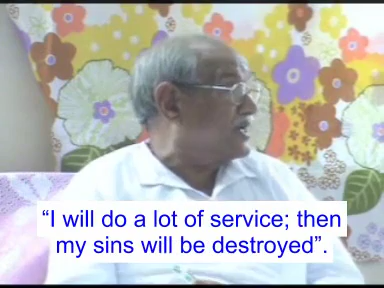 “I will do a lot of service; then
my sins will be destroyed”.